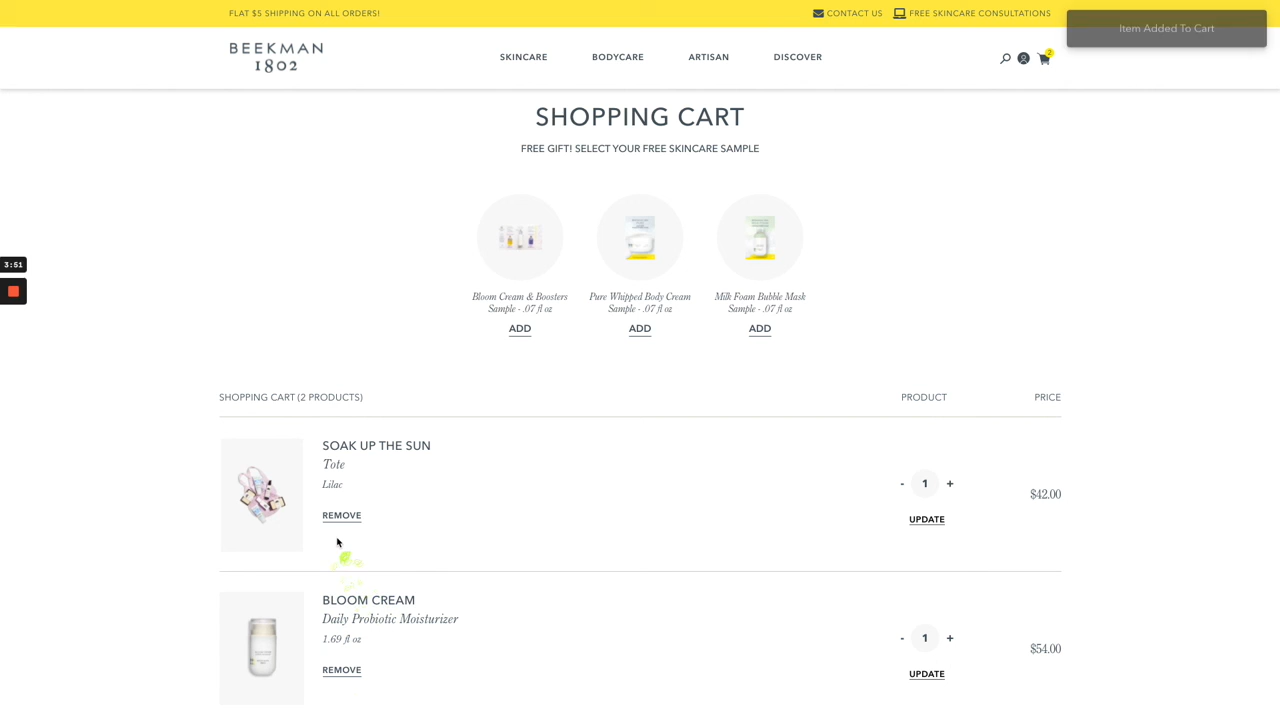 FLAT $5 SHIPPING ON ALL ORDERS!
CONTACT US
FREE SKINCARE CONSULTATIONS
Item Added To Cart
BEEKMAN
1802
SKINCARE
BODYCARE
ARTISAN
DISCOVER
2
SHOPPING CART
FREE GIFT! SELECT YOUR FREE SKINCARE SAMPLE
3:51
Bloom Cream & Boosters
Sample - .07 fl oz
ADD
Pure Whipped Body Cream
Sample - .07 fl oz
ADD
Milk Foam Bubble Mask
Sample - .07 fl oz
ADD
SHOPPING CART (2 PRODUCTS)
PRODUCT
PRICE
SOAK UP THE SUN
Tote
Lilac
REMOVE
- 1 +
UPDATE
$42.00
BLOOM CREAM
Daily Probiotic Moisturizer
1.69 fl oz
REMOVE
- 1 +
UPDATE
$54.00